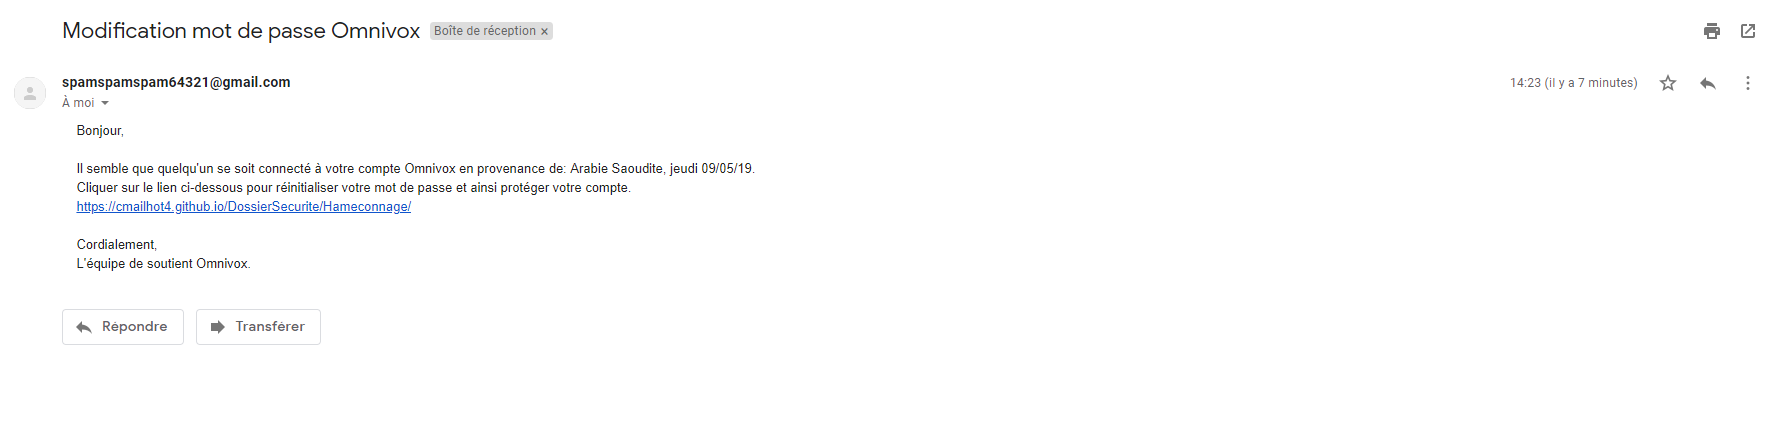 Modification mot de passe Omnivox Boîte de réception ×
spamspamspam64321@gmail.com 14:23 (il y a 7 minutes)
À moi
Bonjour,
Il semble que quelqu'un se soit connecté à votre compte Omnivox en provenance de: Arabie Saoudite, jeudi 09/05/19.
Cliquer sur le lien ci-dessous pour réinitialiser votre mot de passe et ainsi protéger votre compte.
https://cmailhot4.github.io/DossierSecurite/Hameconnage/
Cordialement,
L'équipe de soutient Omnivox.
Répondre Transférer